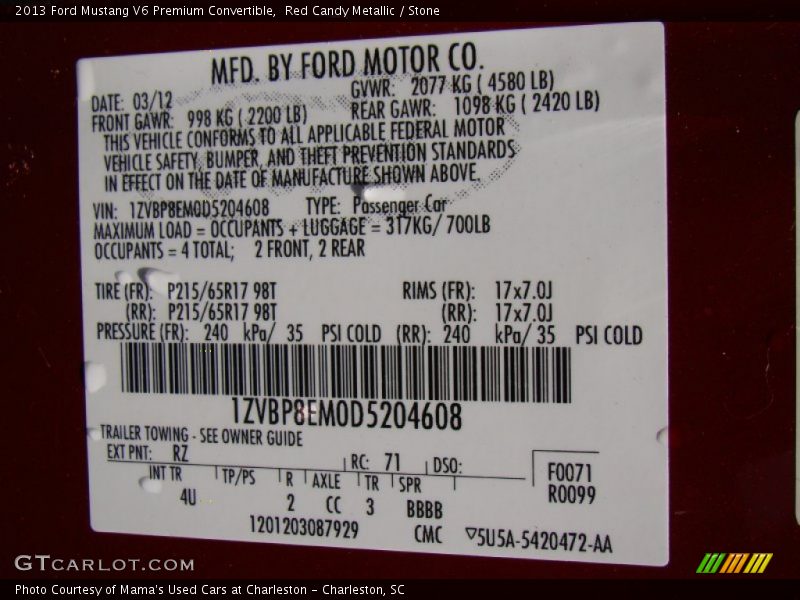 2013 Ford Mustang V6 Premium Convertible,  Red Candy Metallic / Stone
MFD. BY FORD MOTOR CO.
DATE: 03/12 GVWR: 2077 KG ( 4580 LB)
FRONT GAWR: 998 KG ( 2200 LB) REAR GAWR: 1098 KG ( 2420 LB)
THIS VEHICLE CONFORMS TO ALL APPLICABLE FEDERAL MOTOR
VEHICLE SAFETY, BUMPER, AND THEFT PREVENTION STANDARDS
IN EFFECT ON THE DATE OF MANUFACTURE SHOWN ABOVE.
VIN: 1ZVBP8EM0D5204608 TYPE: Passenger Car
MAXIMUM LOAD = OCCUPANTS + LUGGAGE = 317KG/ 700LB
OCCUPANTS = 4 TOTAL; 2 FRONT, 2 REAR
TIRE (FR): P215/65R17 98T RIMS (FR): 17x7.0J
(RR): P215/65R17 98T (RR): 17x7.0J
PRESSURE (FR): 240 kPa/ 35 PSI COLD (RR): 240 kPa/ 35 PSI COLD
1ZVBP8EM0D5204608
TRAILER TOWING - SEE OWNER GUIDE
EXT PNT: RZ RC: 71 DSO: F0071
INT TR TP/PS R AXLE TR SPR R0099
4U 2 CC 3 BBBB
1201203087929 CMC ▽5U5A-5420472-AA
GTCARLOT.COM
Photo Courtesy of Mama's Used Cars at Charleston - Charleston, SC